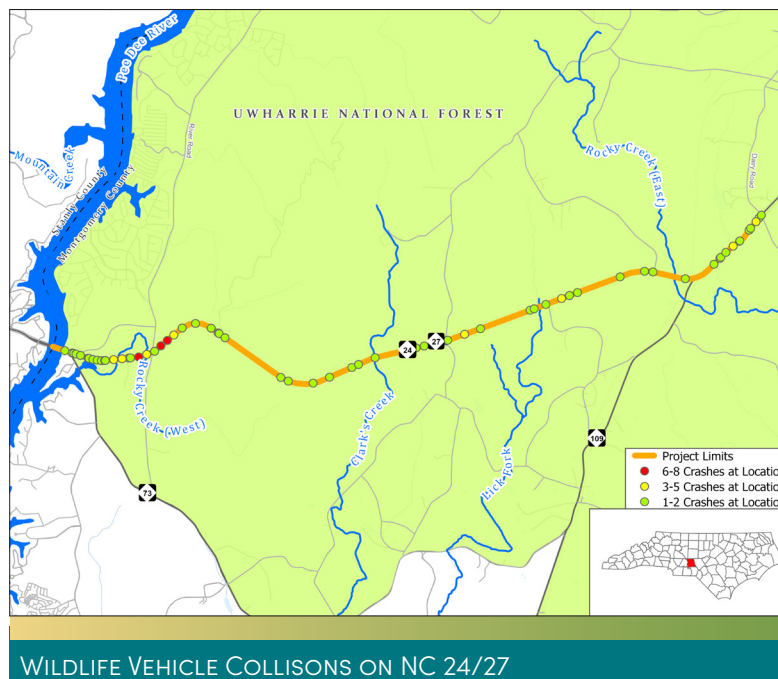 Pee Dee River
UWHARRIE NATIONAL FOREST
River Road
Mountain
Creek
Rocky Creek (East)
Dairy Road
Stanly County
Montgomery County
24
27
Rocky Creek (West)
Clark's Creek
Lick Fork
109
73
Project Limits
6-8 Crashes at Locatio
3-5 Crashes at Locatio
1-2 Crashes at Locatio
WILDLIFE VEHICLE COLLISONS ON NC 24/27